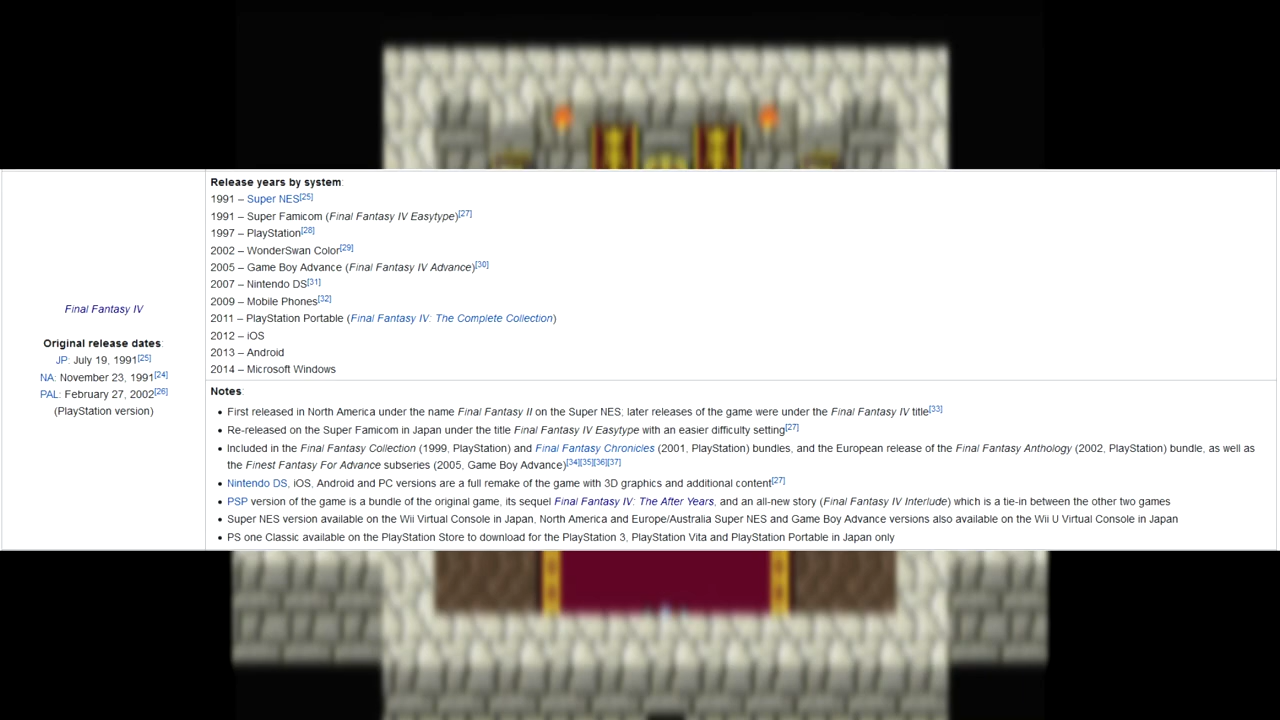 Final Fantasy IV
Original release dates:
JP: July 19, 1991[25]
NA: November 23, 1991[24]
PAL: February 27, 2002[26]
(PlayStation version)
Release years by system:
1991 – Super NES[25]
1991 – Super Famicom (Final Fantasy IV Easytype)[27]
1997 – PlayStation[28]
2002 – WonderSwan Color[29]
2005 – Game Boy Advance (Final Fantasy IV Advance)[30]
2007 – Nintendo DS[31]
2009 – Mobile Phones[32]
2011 – PlayStation Portable (Final Fantasy IV: The Complete Collection)
2012 – iOS
2013 – Android
2014 – Microsoft Windows
Notes:
• First released in North America under the name Final Fantasy II on the Super NES, later releases of the game were under the Final Fantasy IV title[33]
• Re-released on the Super Famicom in Japan under the title Final Fantasy IV Easytype with an easier difficulty setting[27]
• Included in the Final Fantasy Collection (1999, PlayStation) and Final Fantasy Chronicles (2001, PlayStation) bundles, and the European release of the Final Fantasy Anthology (2002, PlayStation) bundle, as well as
the Finest Fantasy For Advance subseries (2005, Game Boy Advance)[34][35][36][37]
• Nintendo DS, iOS, Android and PC versions are a full remake of the game with 3D graphics and additional content[27]
• PSP version of the game is a bundle of the original game, its sequel Final Fantasy IV: The After Years, and an all-new story (Final Fantasy IV Interlude) which is a tie-in between the other two games
• Super NES version available on the Wii Virtual Console in Japan, North America and Europe/Australia Super NES and Game Boy Advance versions also available on the Wii U Virtual Console in Japan
• PS one Classic available on the PlayStation Store to download for the PlayStation 3, PlayStation Vita and PlayStation Portable in Japan only